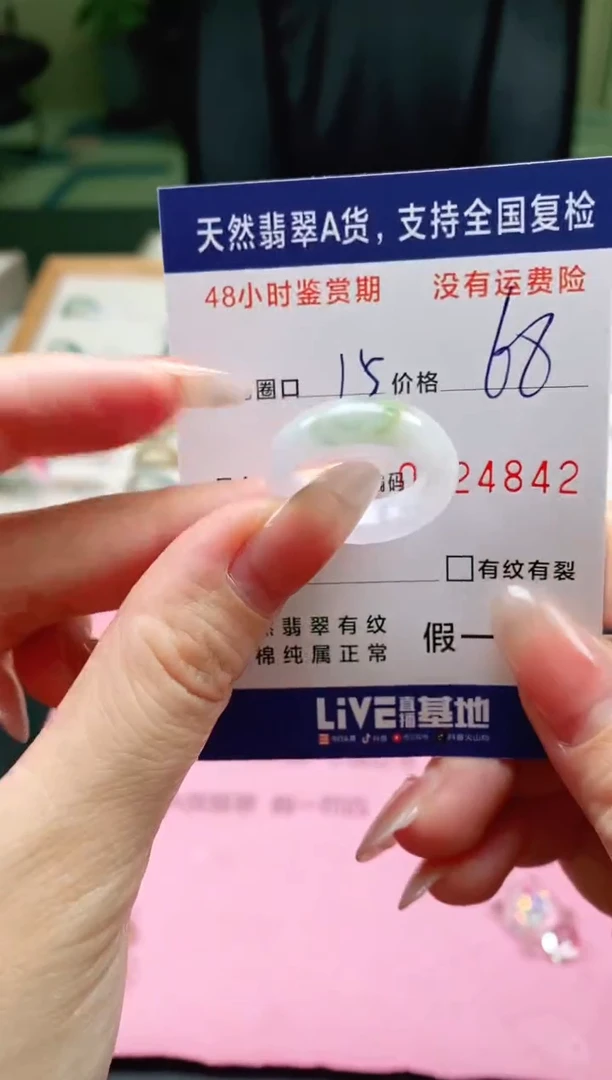 天然翡翠A货，支持全国复检
48小时鉴赏期 没有运费险
圈口 15 价格 68
码 24842
□有纹有裂
翡翠有纹 假一
棉纯属正常
LiVE直播基地